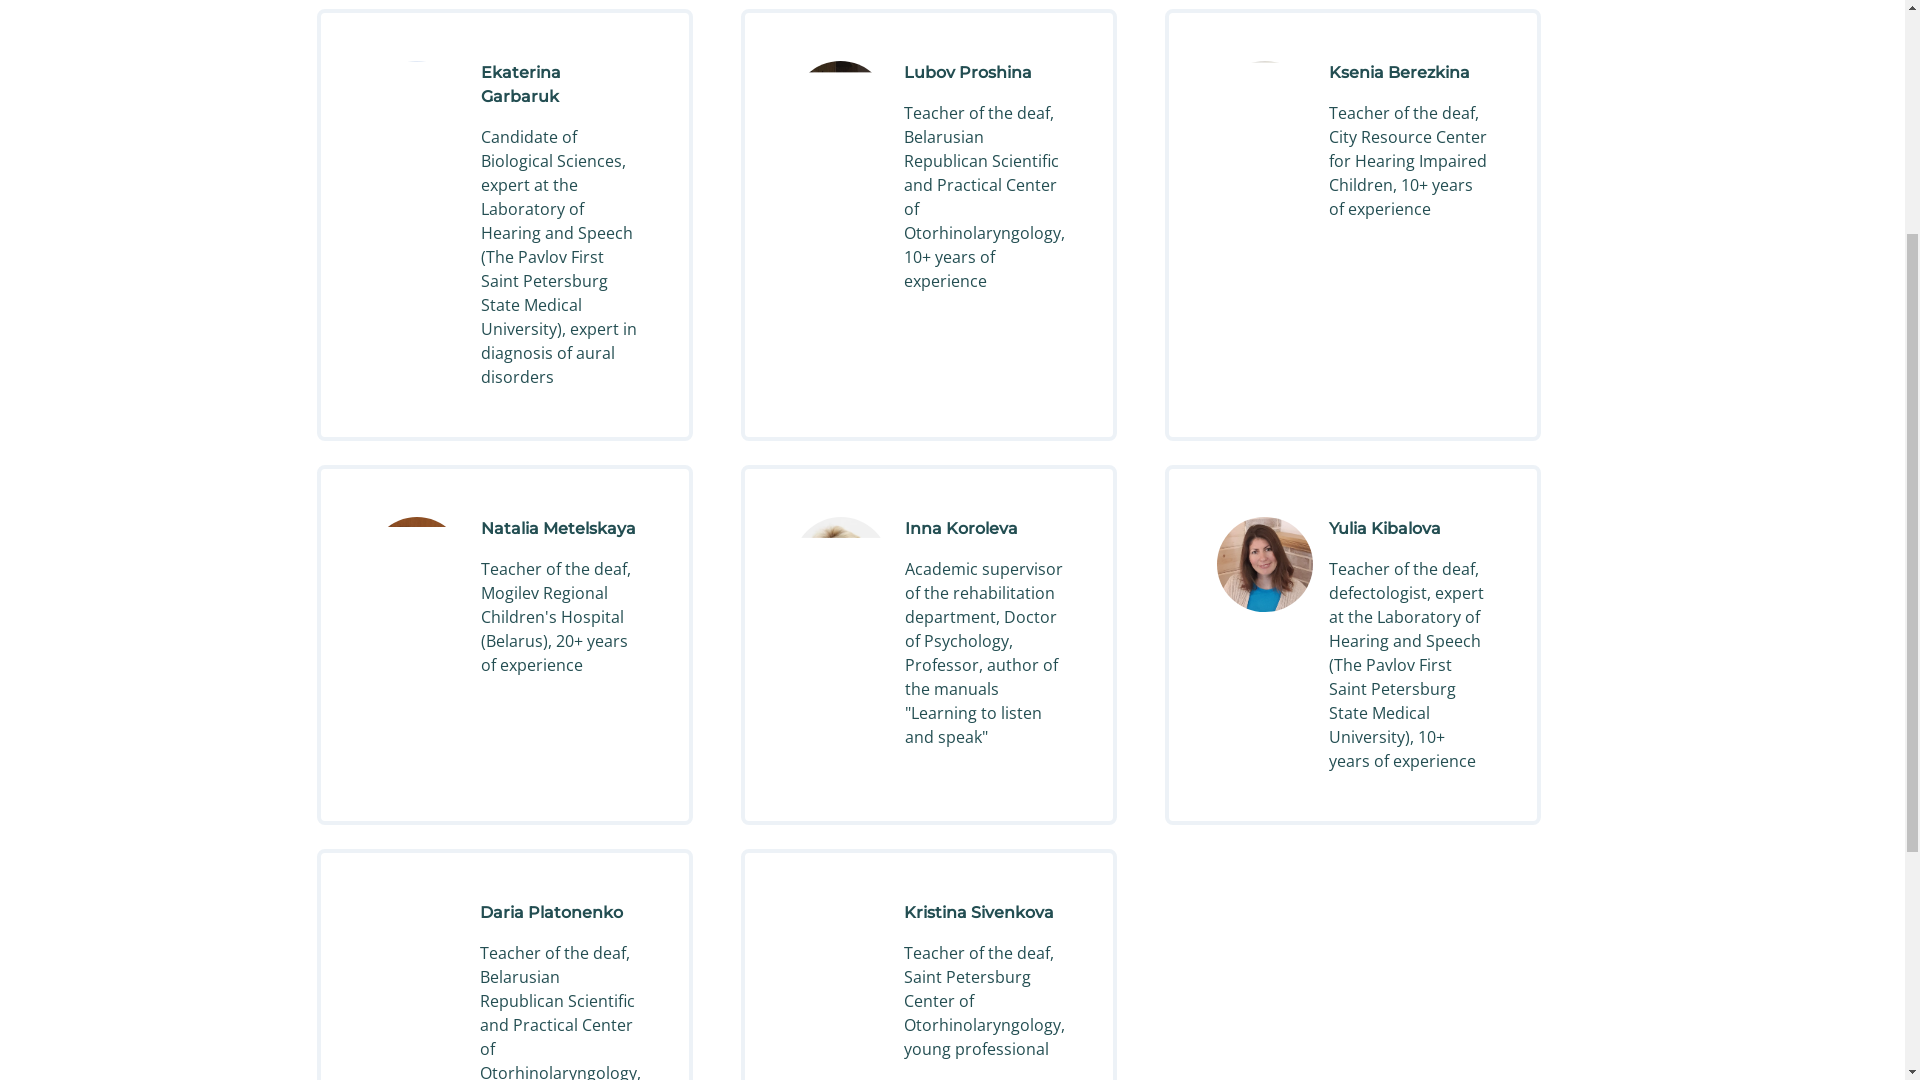 Ekaterina
Garbaruk
Candidate of
Biological Sciences,
expert at the
Laboratory of
Hearing and Speech
(The Pavlov First
Saint Petersburg
State Medical
University), expert in
diagnosis of aural
disorders
Lubov Proshina
Teacher of the deaf,
Belarusian
Republican Scientific
and Practical Center
of
Otorhinolaryngology,
10+ years of
experience
Ksenia Berezkina
Teacher of the deaf,
City Resource Center
for Hearing Impaired
Children, 10+ years
of experience
Natalia Metelskaya
Teacher of the deaf,
Mogilev Regional
Children's Hospital
(Belarus), 20+ years
of experience
Inna Koroleva
Academic supervisor
of the rehabilitation
department, Doctor
of Psychology,
Professor, author of
the manuals
"Learning to listen
and speak"
Yulia Kibalova
Teacher of the deaf,
defectologist, expert
at the Laboratory of
Hearing and Speech
(The Pavlov First
Saint Petersburg
State Medical
University), 10+
years of experience
Daria Platonenko
Teacher of the deaf,
Belarusian
Republican Scientific
and Practical Center
of
Otorhinolaryngology,
Kristina Sivenkova
Teacher of the deaf,
Saint Petersburg
Center of
Otorhinolaryngology,
young professional